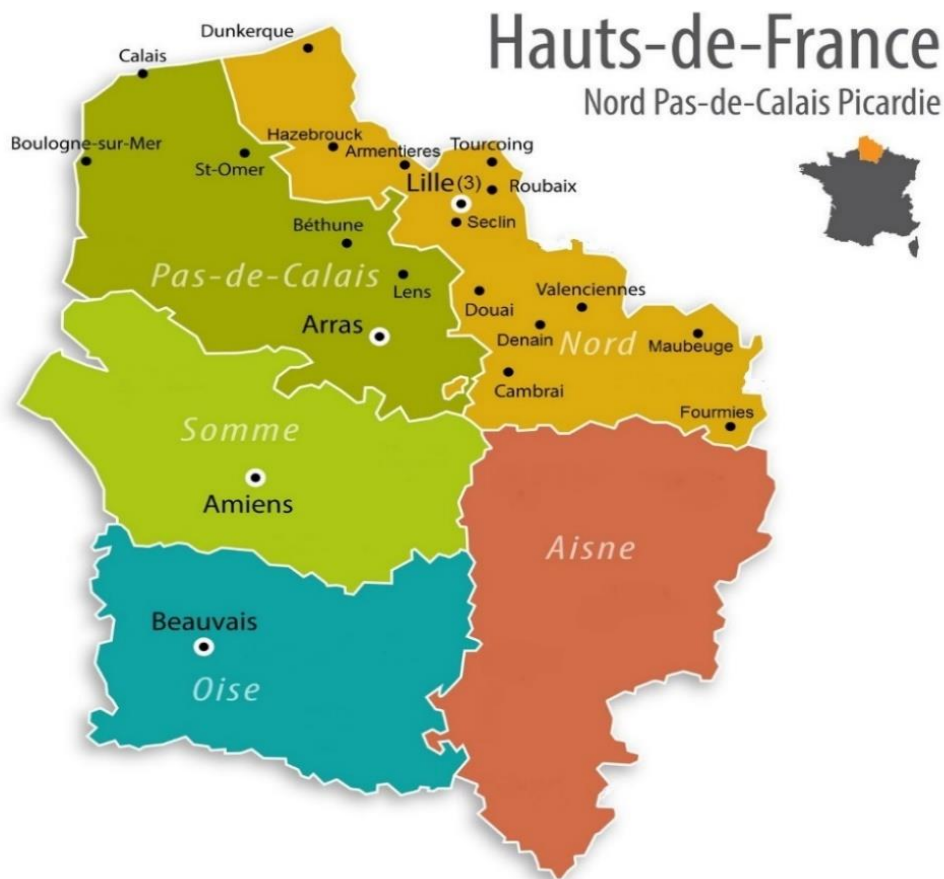 Hauts-de-France
Nord Pas-de-Calais Picardie
Dunkerque
Calais
Boulogne-sur-Mer
St-Omer
Hazebrouck
Armentieres
Tourcoing
Lille (3)
Roubaix
Seclin
Béthune
Pas-de-Calais
Lens
Douai
Valenciennes
Arras
Denain
Nord
Maubeuge
Cambrai
Fourmies
Somme
Amiens
Aisne
Beauvais
Oise